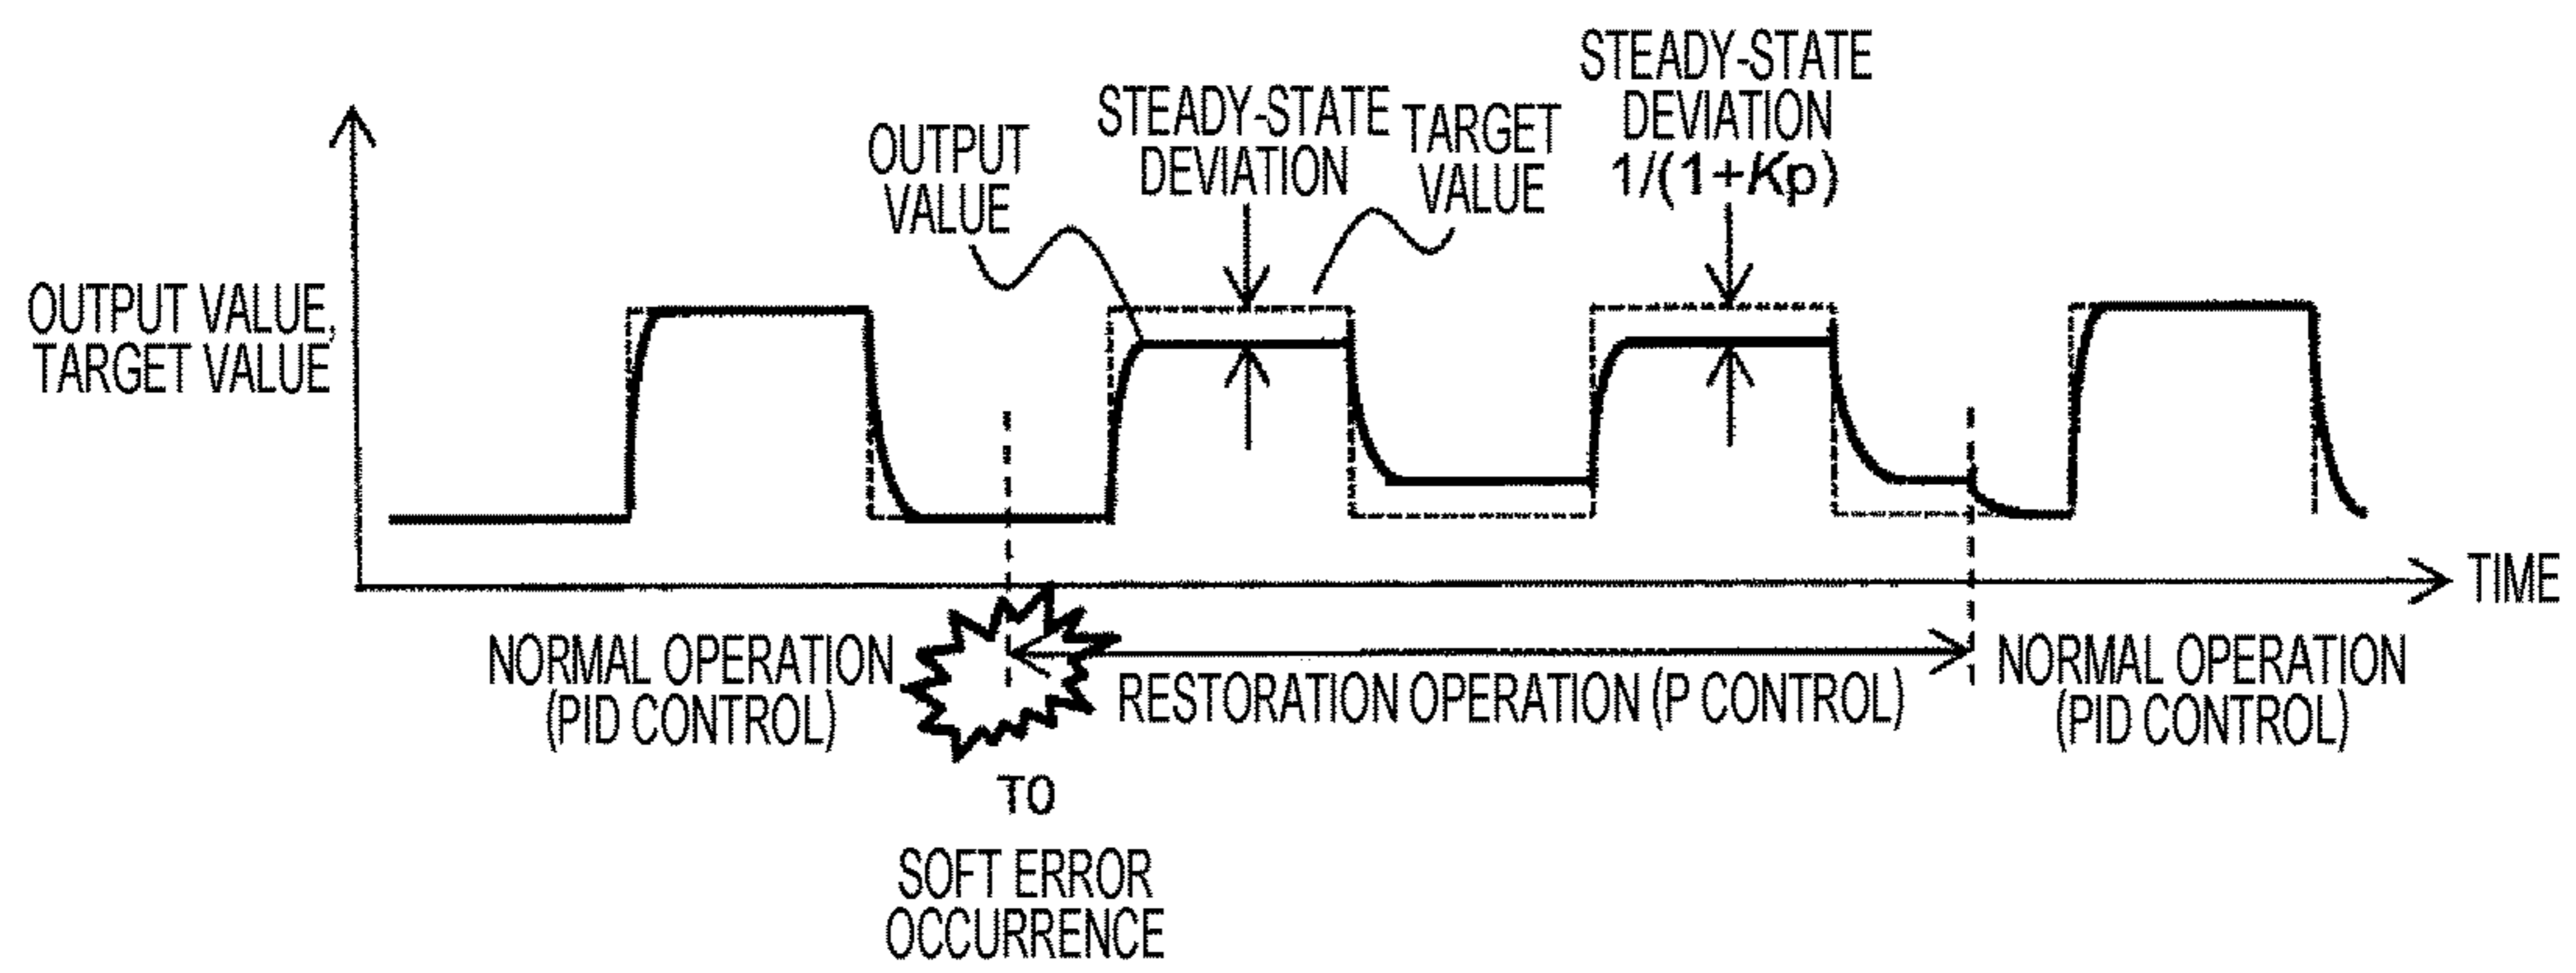 STEADY-STATE
DEVIATION
1/(1+Kp)
STEADY-STATE
DEVIATION
TARGET
VALUE
OUTPUT
VALUE
OUTPUT VALUE,
TARGET VALUE
TIME
NORMAL OPERATION
(PID CONTROL)
RESTORATION OPERATION (P CONTROL)
NORMAL OPERATION
(PID CONTROL)
TO
SOFT ERROR
OCCURRENCE